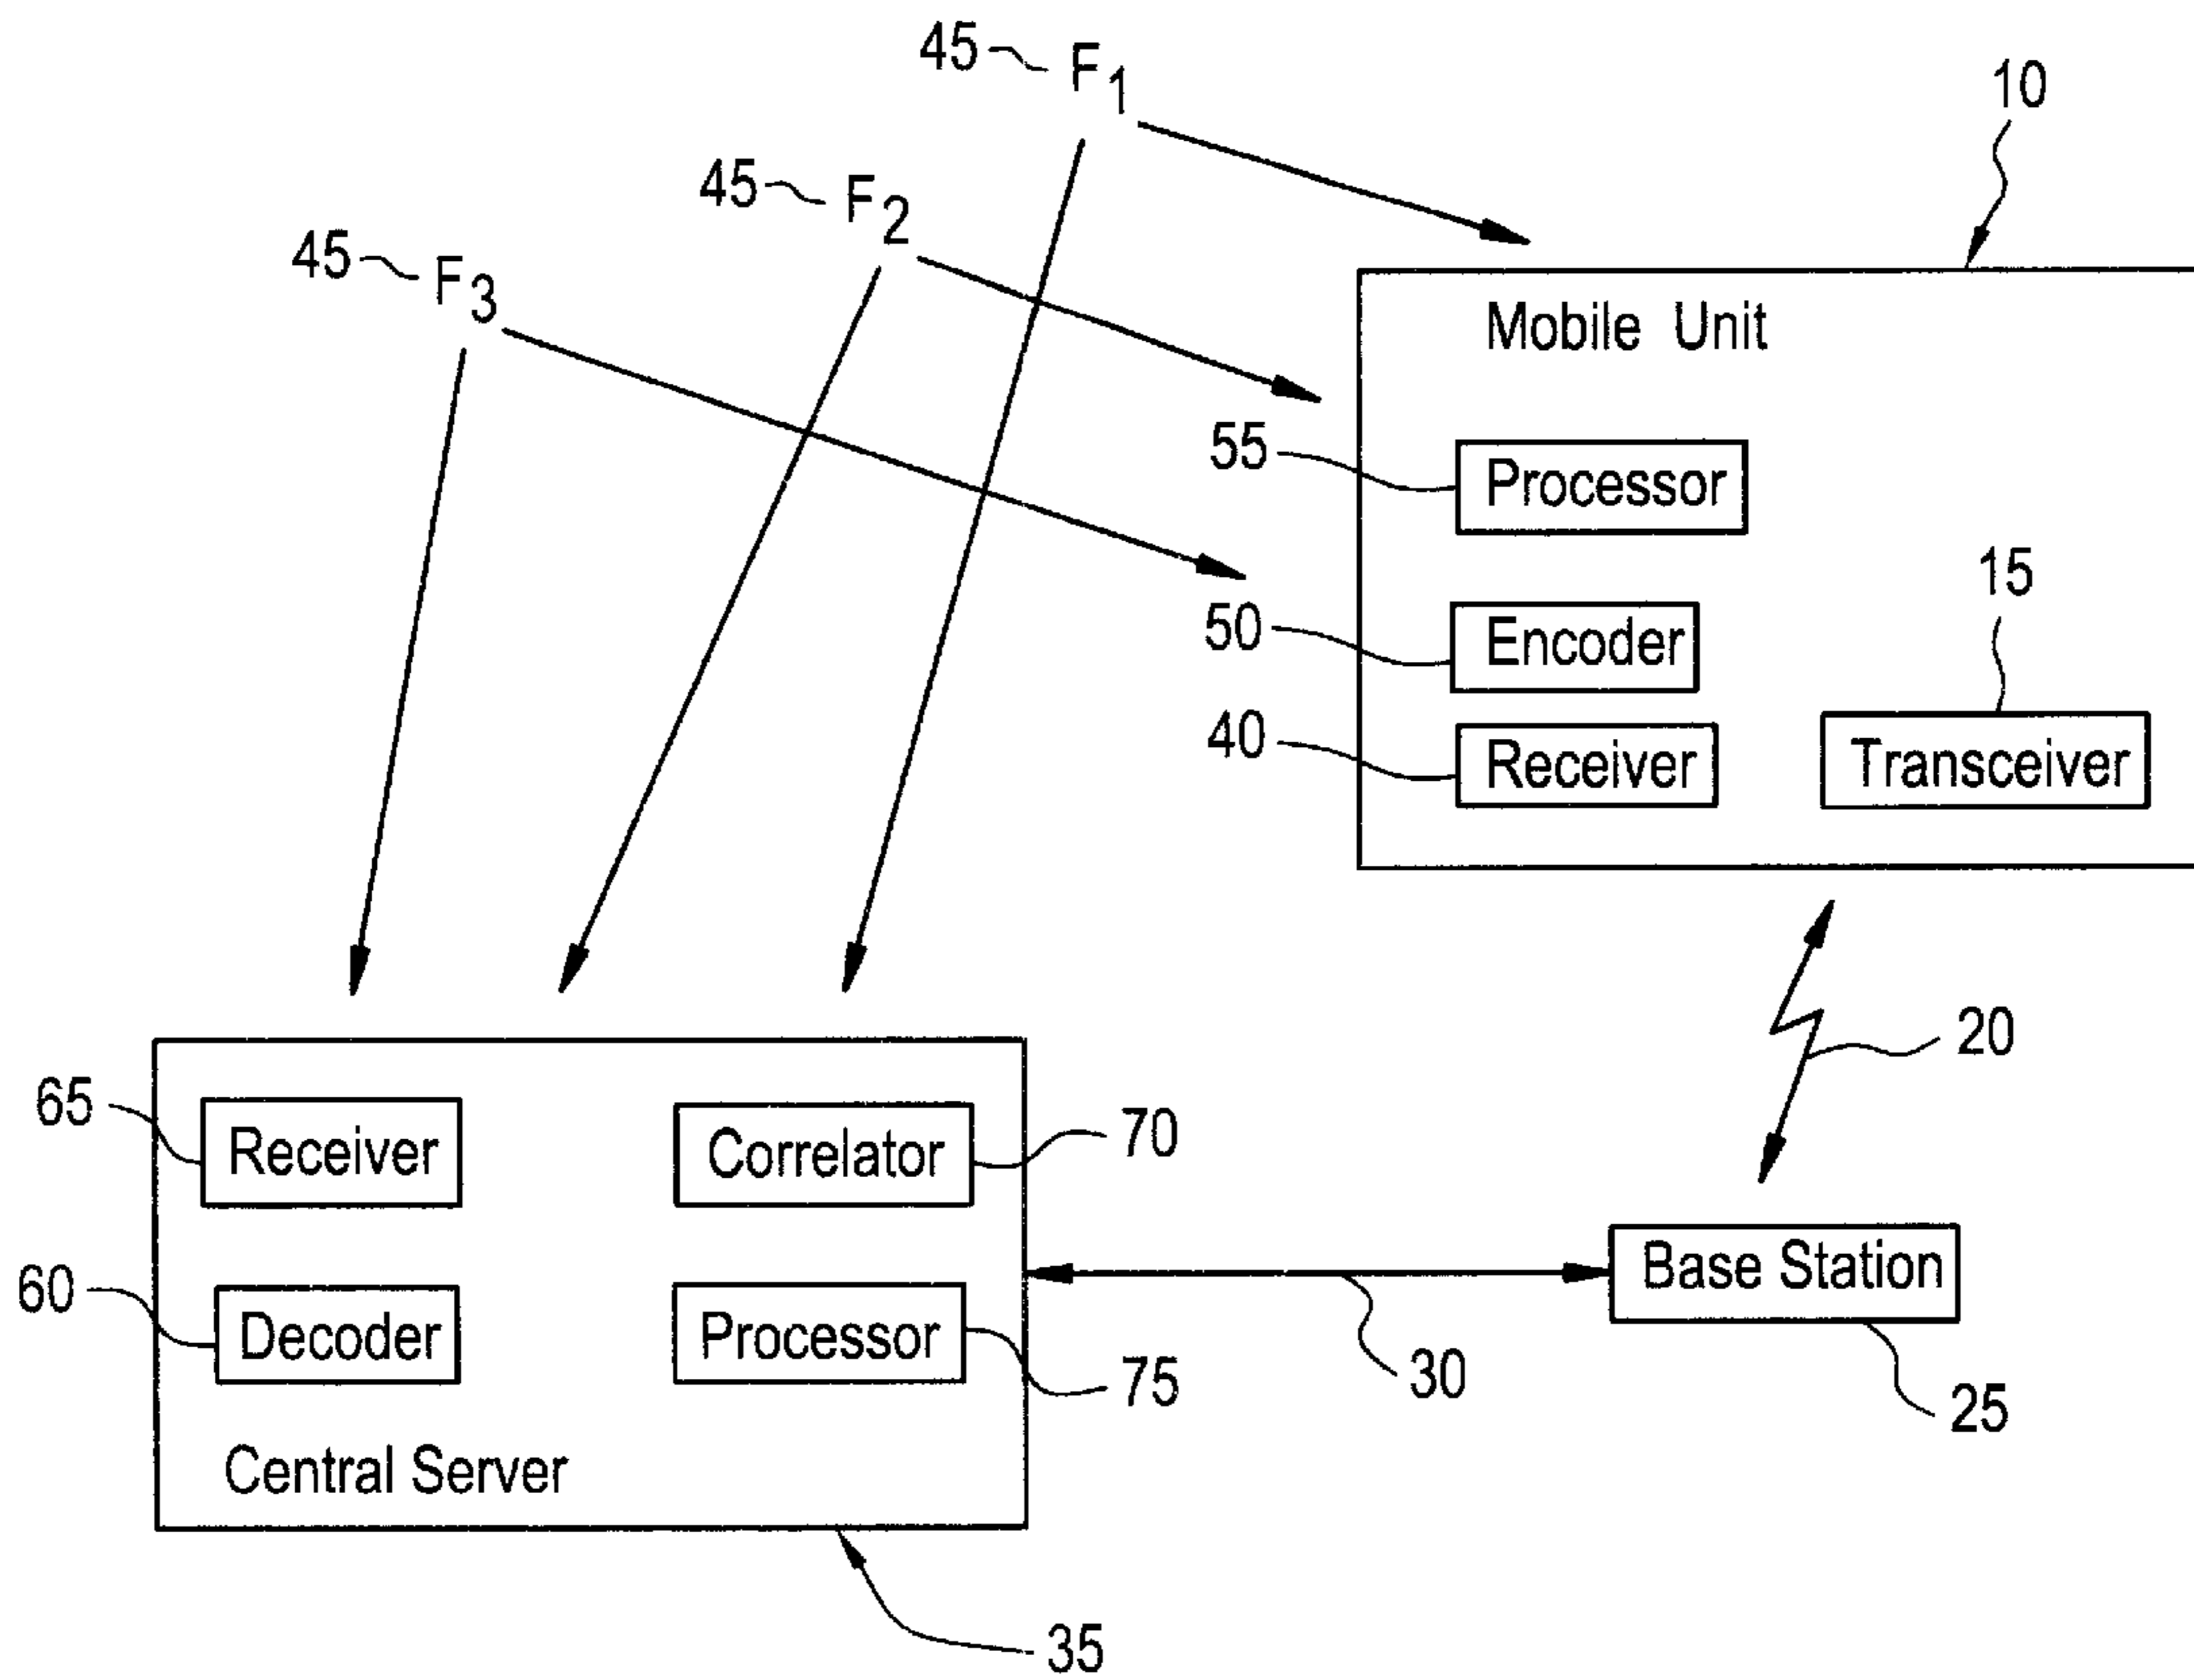 45 F1
10
45 F2
45 F3
Mobile Unit
55 Processor
15
50 Encoder
40 Receiver
Transceiver
20
65 Receiver
Correlator 70
60 Decoder
Processor 75
Base Station
30
25
Central Server
35